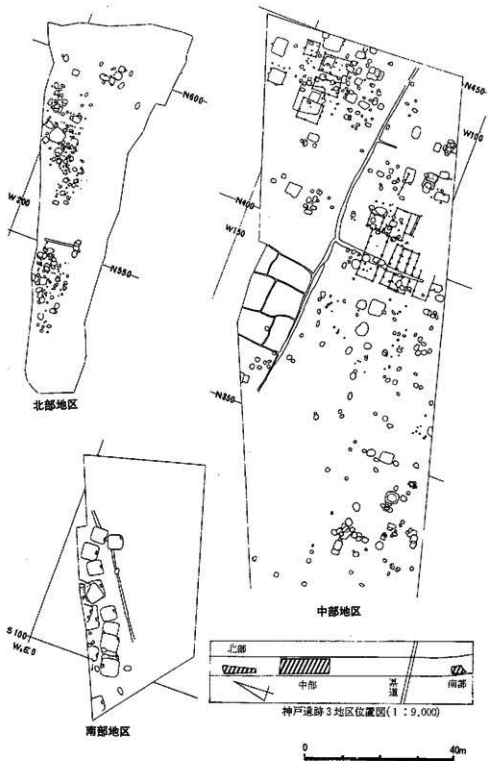 N600
W200
N550
北部地区
N450
W100
N400
W150
N350
中部地区
S100
W,E0
南部地区
北部
中部
県道
南部
神戸遺跡3地区位置図(1:9,000)
0
40m